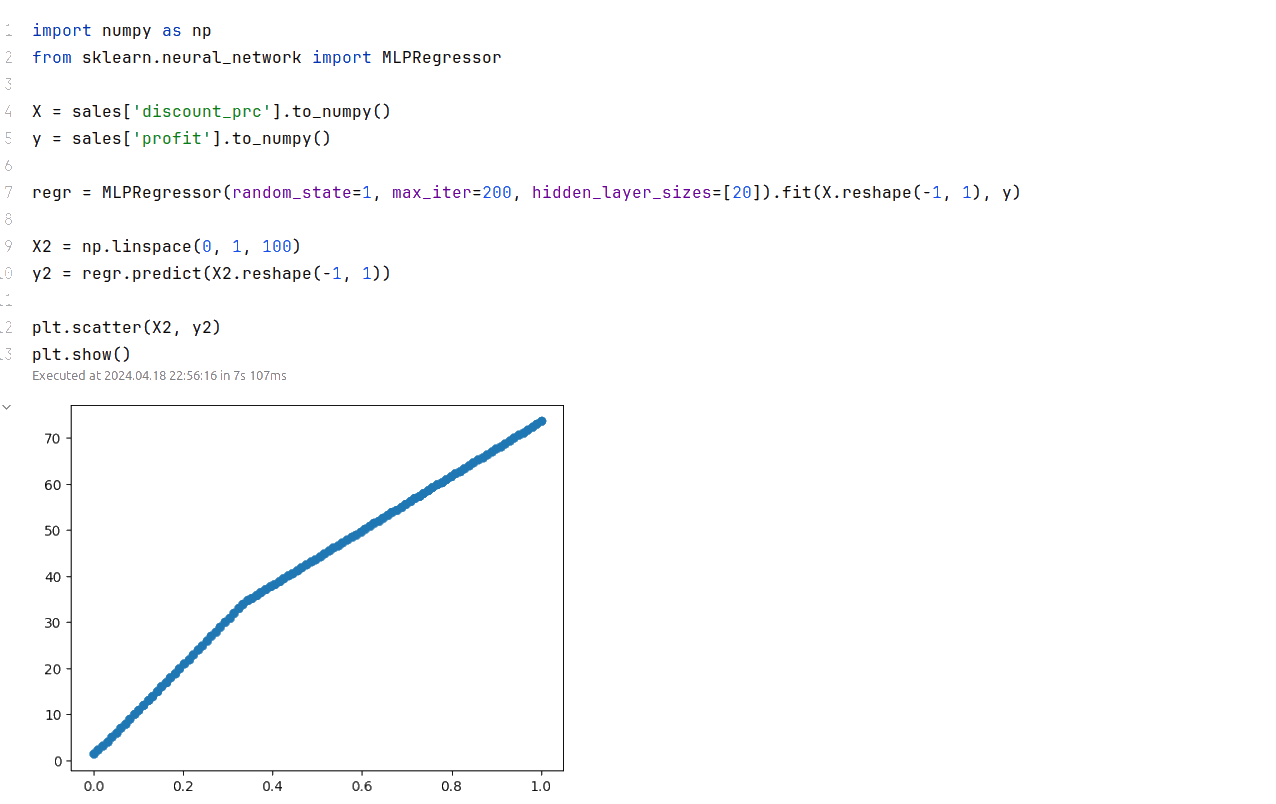 1 import numpy as np
2 from sklearn.neural_network import MLPRegressor
3
4 X = sales['discount_prc'].to_numpy()
5 y = sales['profit'].to_numpy()
6
7 regr = MLPRegressor(random_state=1, max_iter=200, hidden_layer_sizes=[20]).fit(X.reshape(-1, 1), y)
8
9 X2 = np.linspace(0, 1, 100)
10 y2 = regr.predict(X2.reshape(-1, 1))
11
12 plt.scatter(X2, y2)
13 plt.show()
Executed at 2024.04.18 22:56:16 in 7s 107ms
70
60
50
40
30
20
10
0
0.0 0.2 0.4 0.6 0.8 1.0